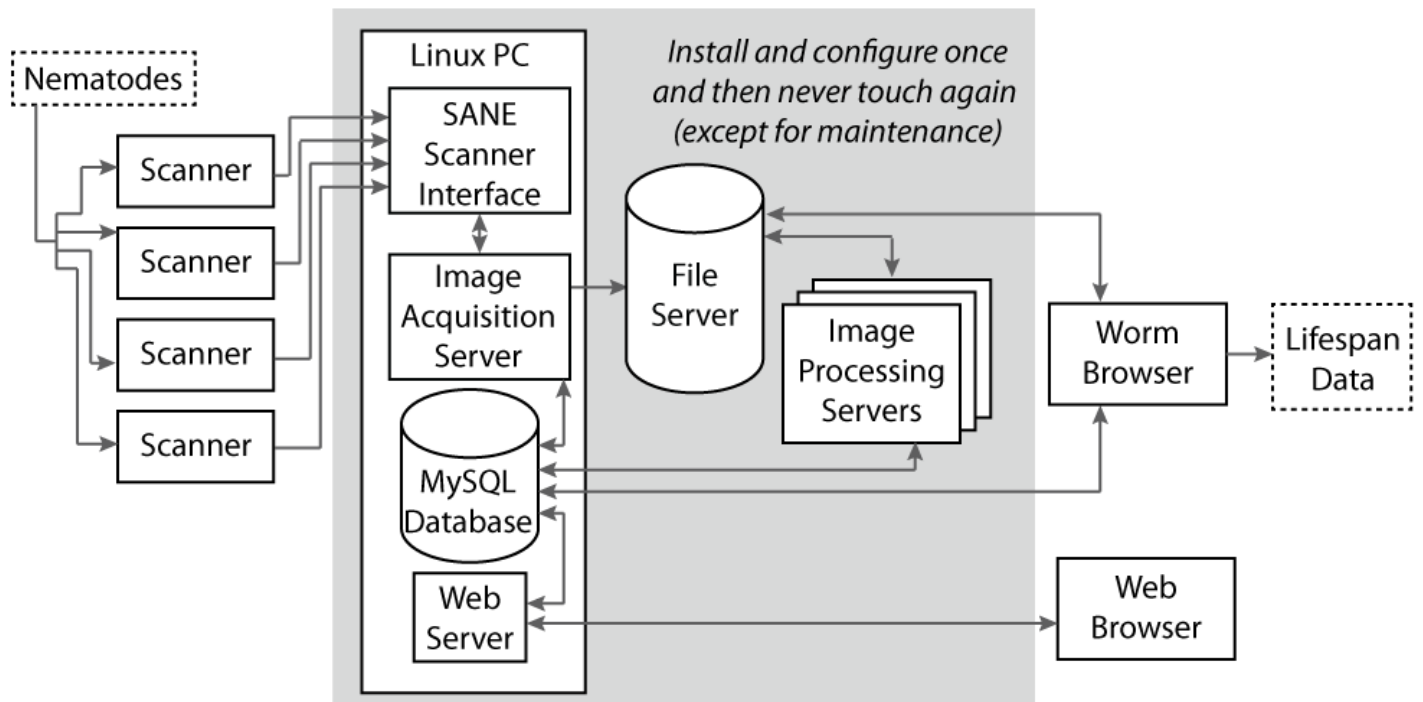 Nematodes
Scanner
Scanner
Scanner
Scanner
Linux PC
SANE
Scanner
Interface
Image
Acquisition
Server
MySQL
Database
Web
Server
Install and configure once
and then never touch again
(except for maintenance)
File
Server
Image
Processing
Servers
Worm
Browser
Lifespan
Data
Web
Browser